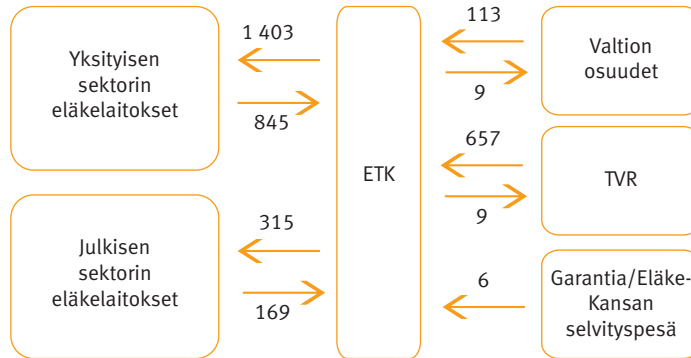 Yksityisen
sektorin
eläkelaitokset
1 403
845
Julkisen
sektorin
eläkelaitokset
315
169
ETK
113
9
Valtion
osuudet
657
9
TVR
6
Garantia/Eläke-
Kansan
selvityspesä